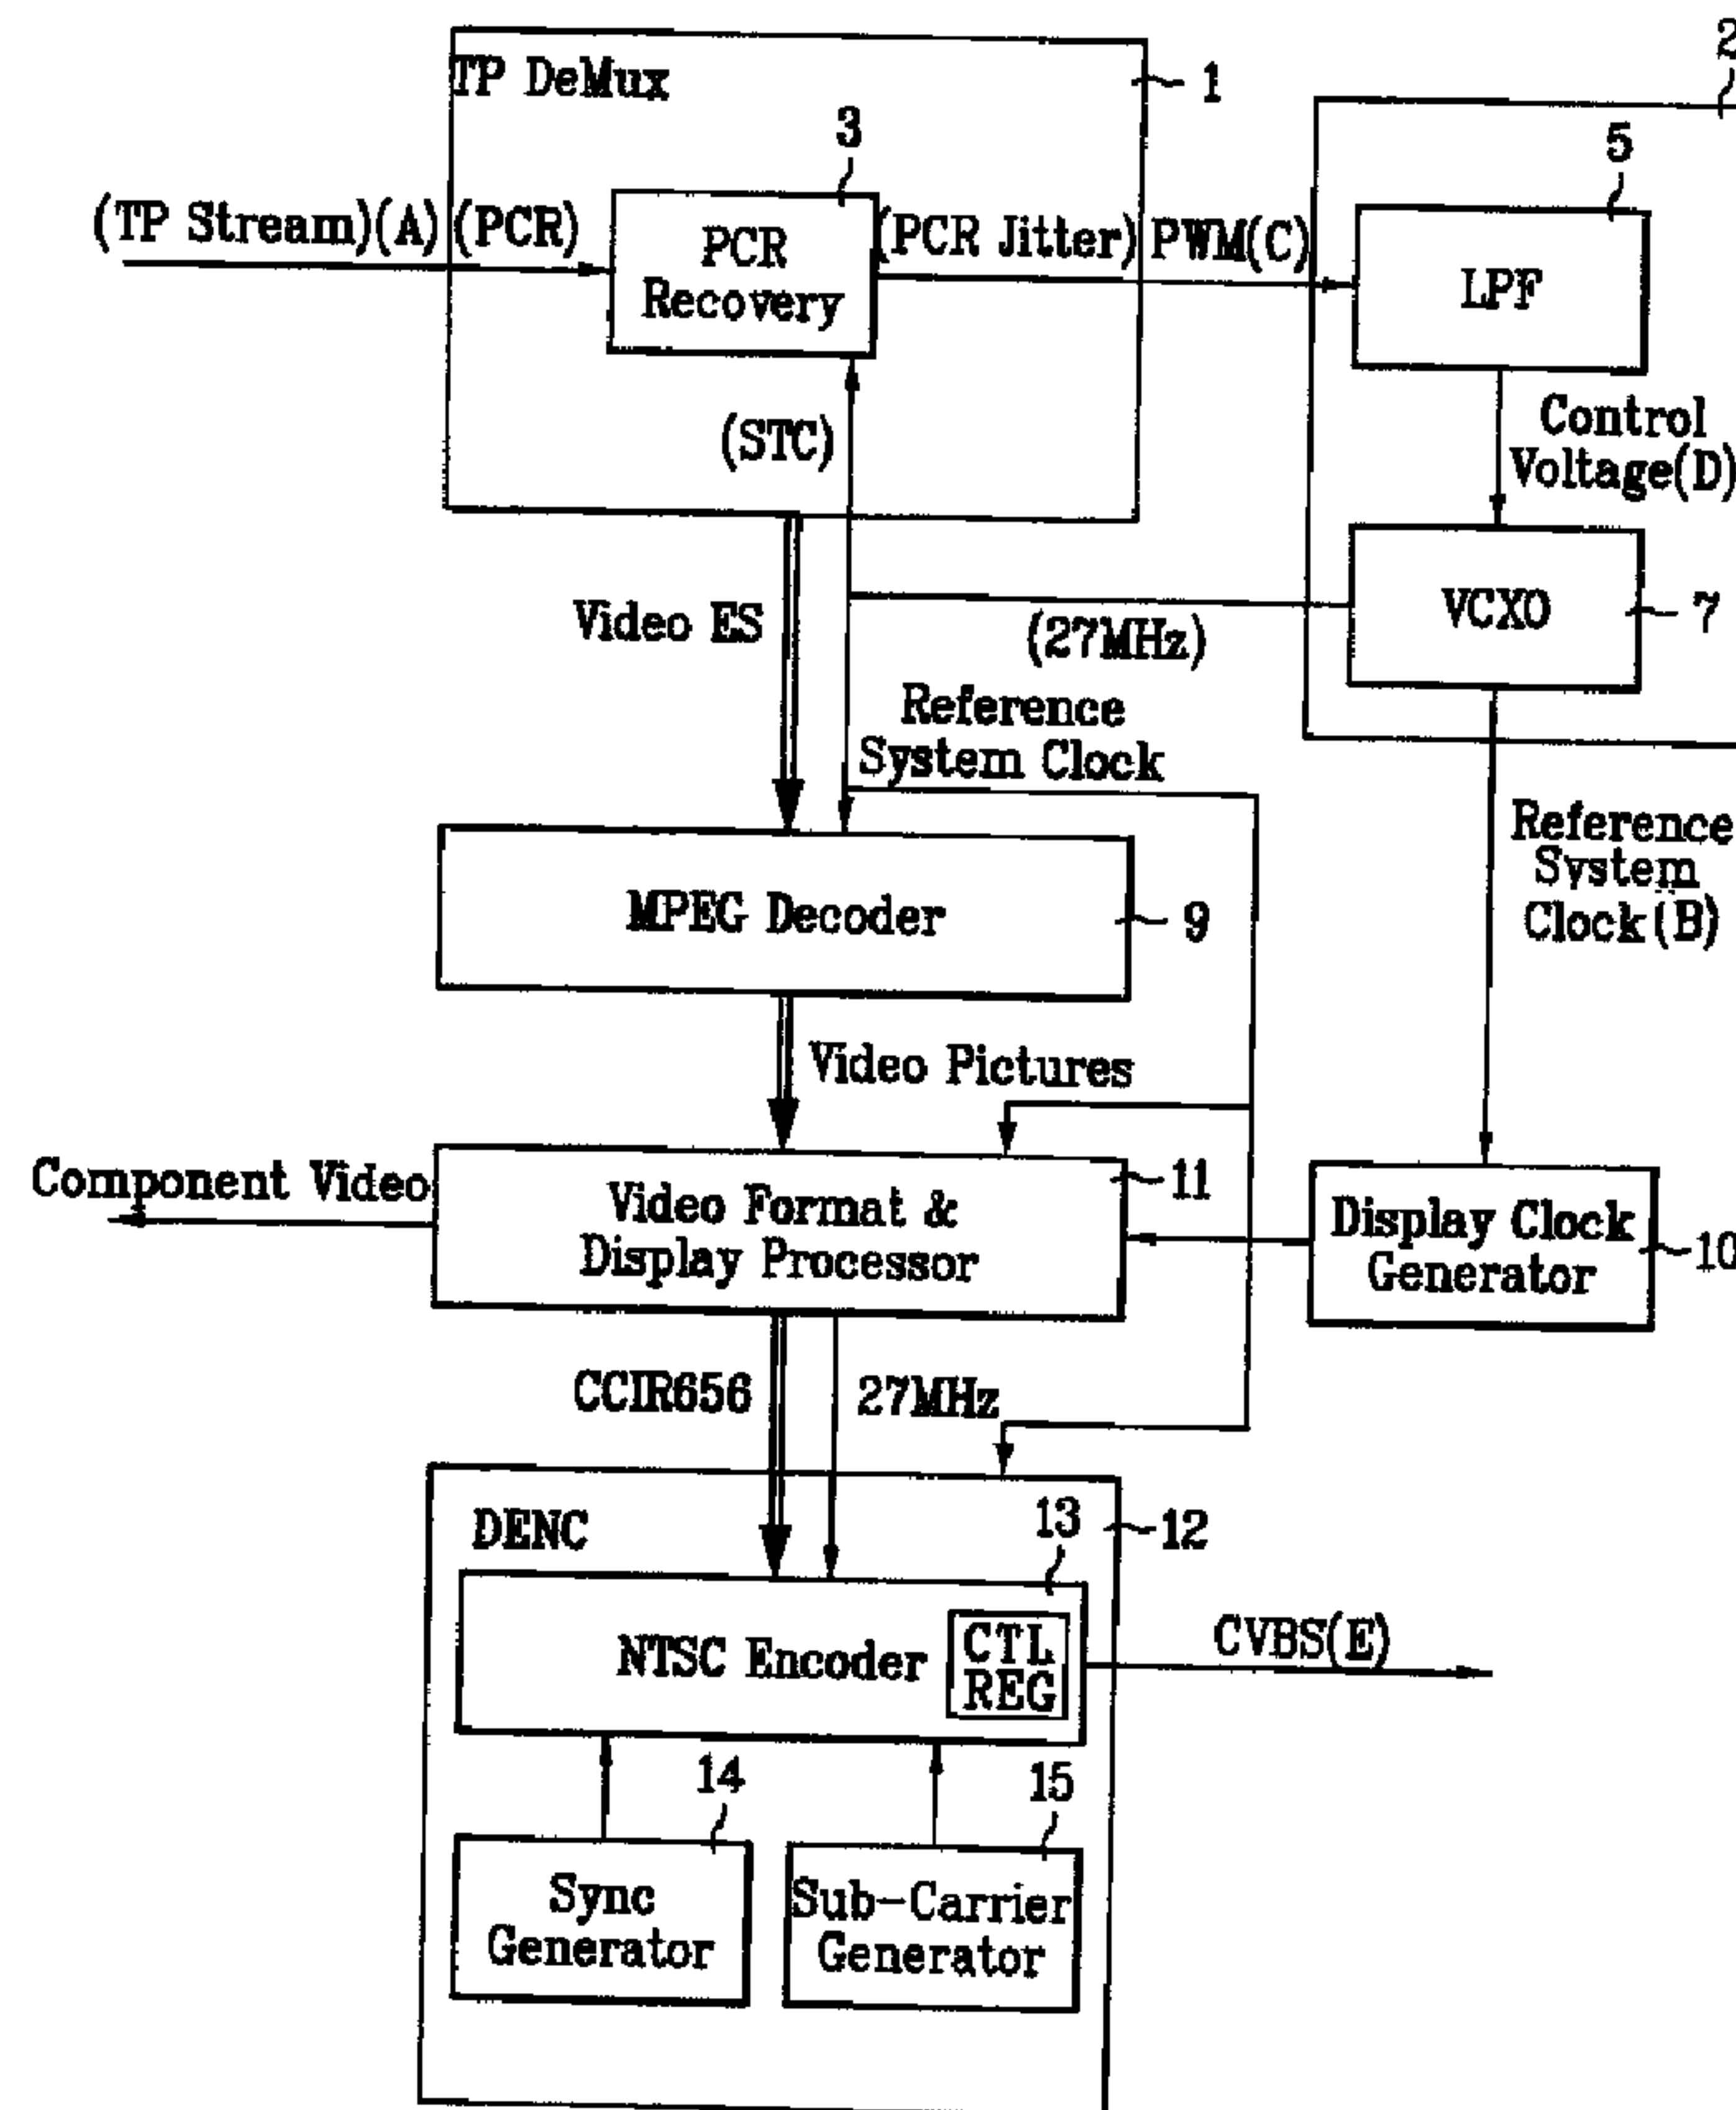 2
TP DeMux
1
3
5
(TP Stream)(A)(PCR)
(PCR Jitter) PWM(C)
PCR
Recovery
LPF
(STC)
Control
Voltage(D)
Video ES
VCXO
7
(27MHz)
Reference
System Clock
Reference
System
Clock(B)
MPEG Decoder
9
Video Pictures
Component Video
Video Format &
Display Processor
11
Display Clock
Generator
10
CCIR656
27MHz
DENC
13
12
NTSC Encoder
CTL
REG
CVBS(E)
14
15
Sync
Generator
Sub-Carrier
Generator